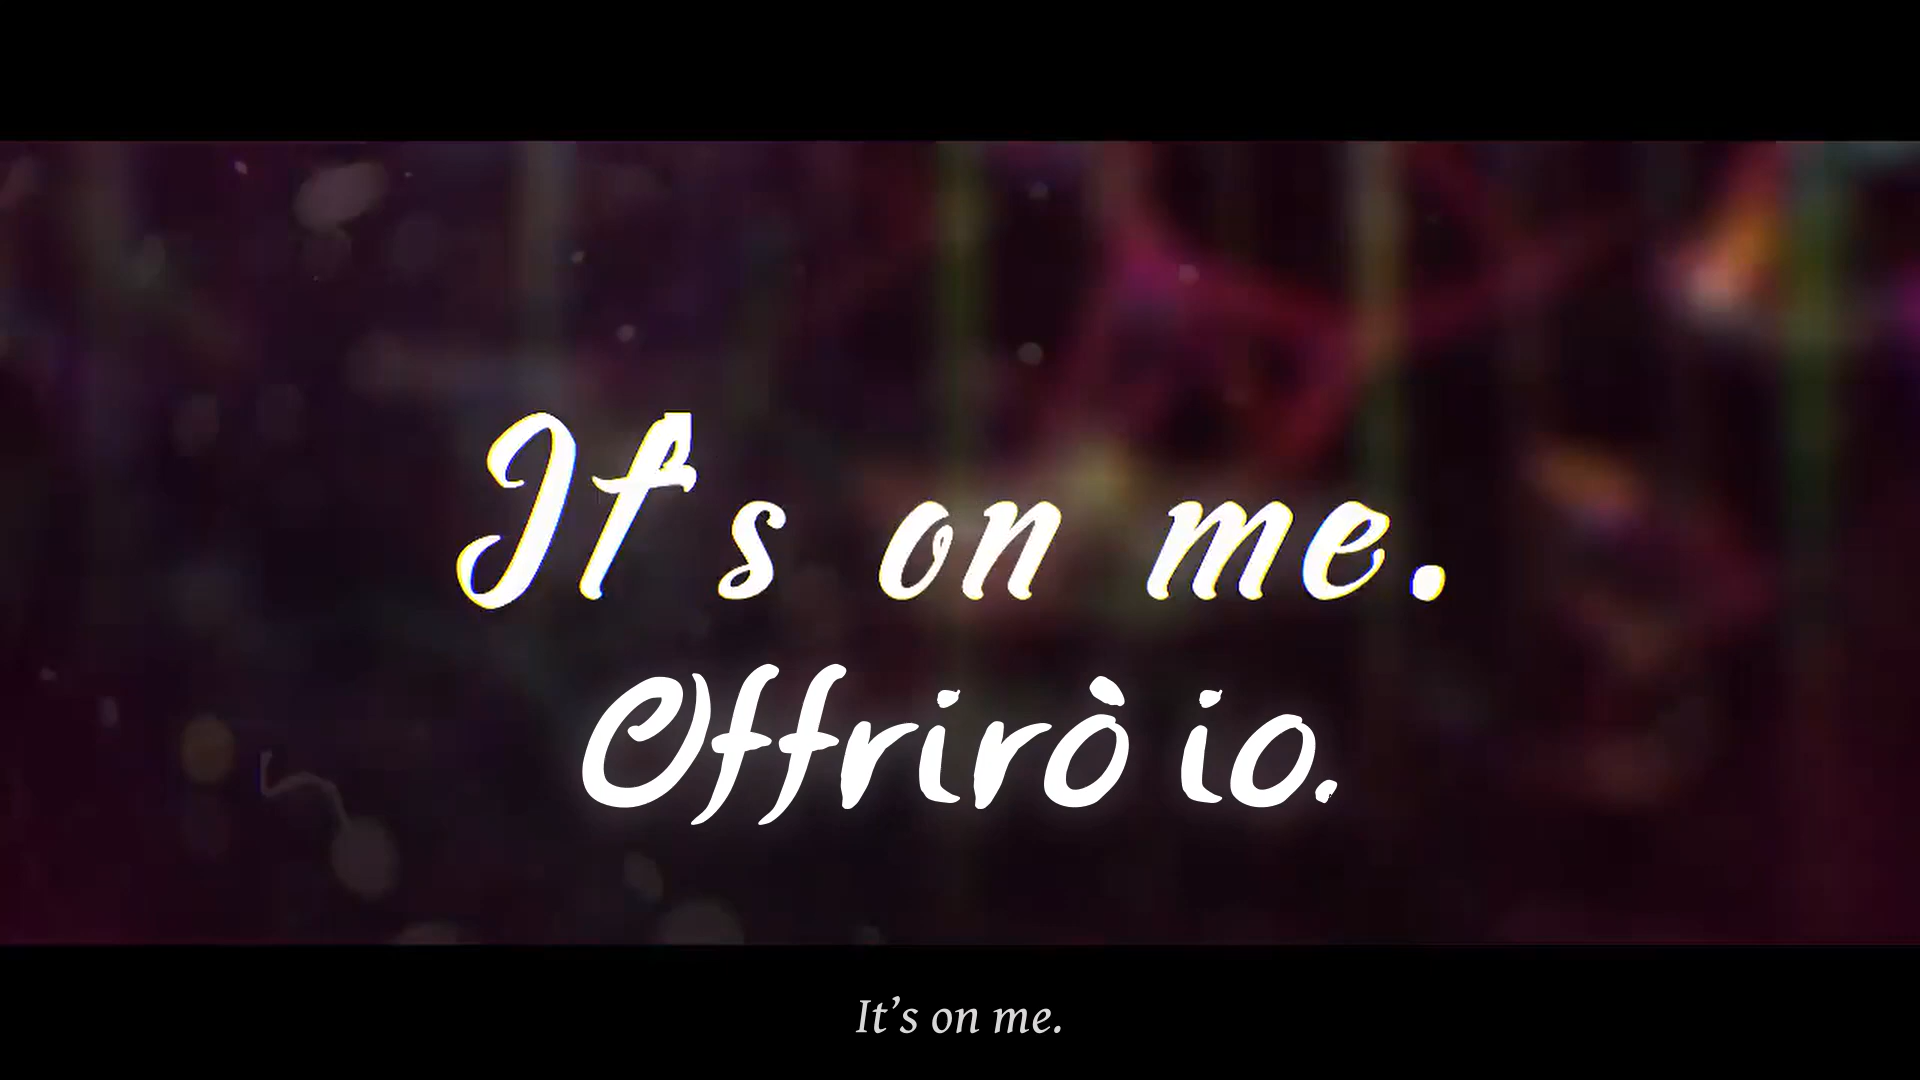 It's on me.
Offrirò io.
It’s on me.